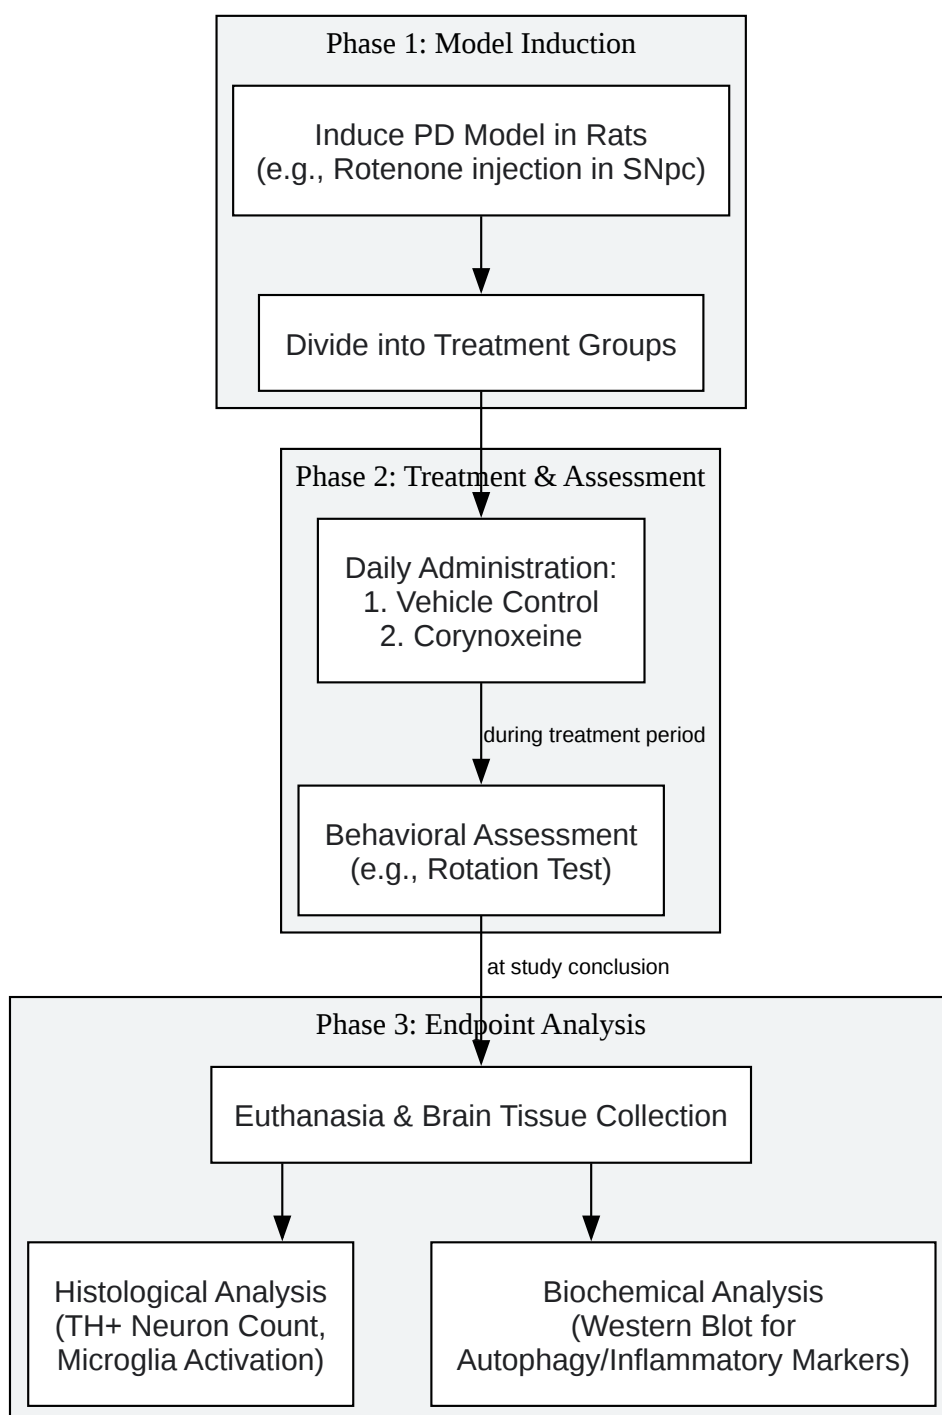 Phase 1: Model Induction
Induce PD Model in Rats
(e.g., Rotenone injection in SNpc)
Divide into Treatment Groups
Phase 2: Treatment & Assessment
Daily Administration:
1. Vehicle Control
2. Corynoxeine
during treatment period
Behavioral Assessment
(e.g., Rotation Test)
at study conclusion
Phase 3: Endpoint Analysis
Euthanasia & Brain Tissue Collection
Histological Analysis
(TH+ Neuron Count,
Microglia Activation)
Biochemical Analysis
(Western Blot for
Autophagy/Inflammatory Markers)